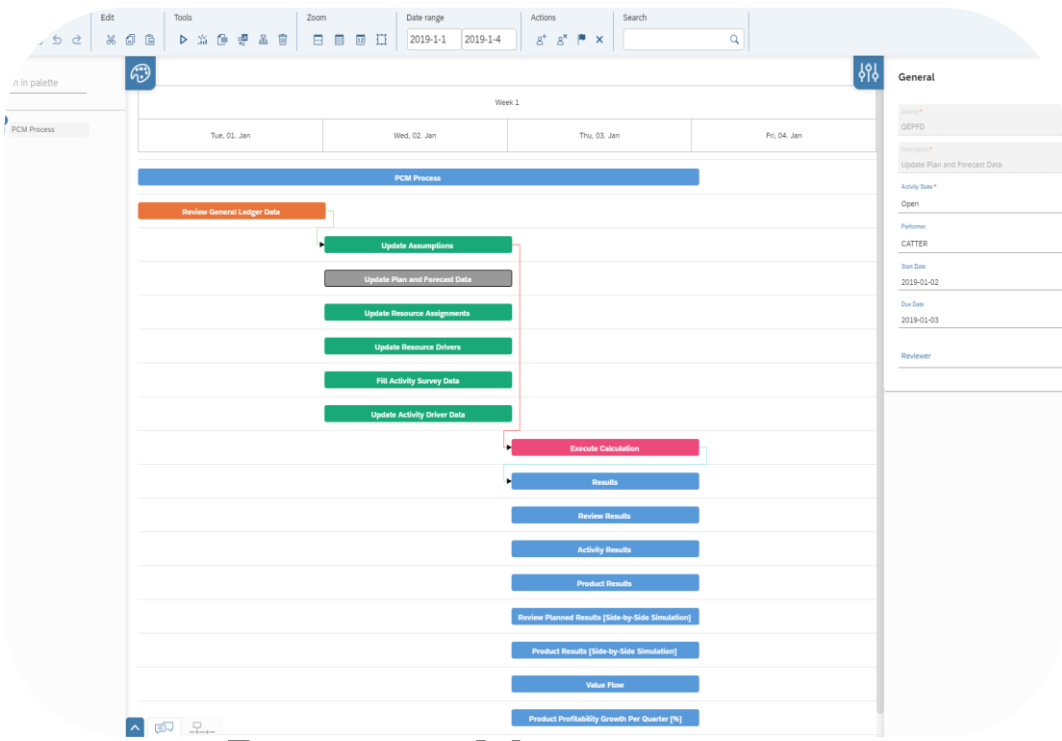 Edit Tools Zoom Date range Actions Search
2019-1-1 2019-1-4
n in palette
PCM Process
Week 1
Tue, 01. Jan Wed, 02. Jan Thu, 03. Jan Fri, 04. Jan
PCM Process
Review General Ledger Data
Update Assumptions
Update Plan and Forecast Data
Update Resource Assignments
Update Resource Drivers
Fill Activity Survey Data
Update Activity Driver Data
Execute Calculation
Results
Review Results
Activity Results
Product Results
Review Planned Results [Side-by-Side Simulation]
Product Results [Side-by-Side Simulation]
Value Flow
Product Profitability Growth Per Quarter [%]
General
Activity*
QEPFD
Description*
Update Plan and Forecast Data
Activity State*
Open
Performer
CATTER
Start Date
2019-01-02
Due Date
2019-01-03
Reviewer